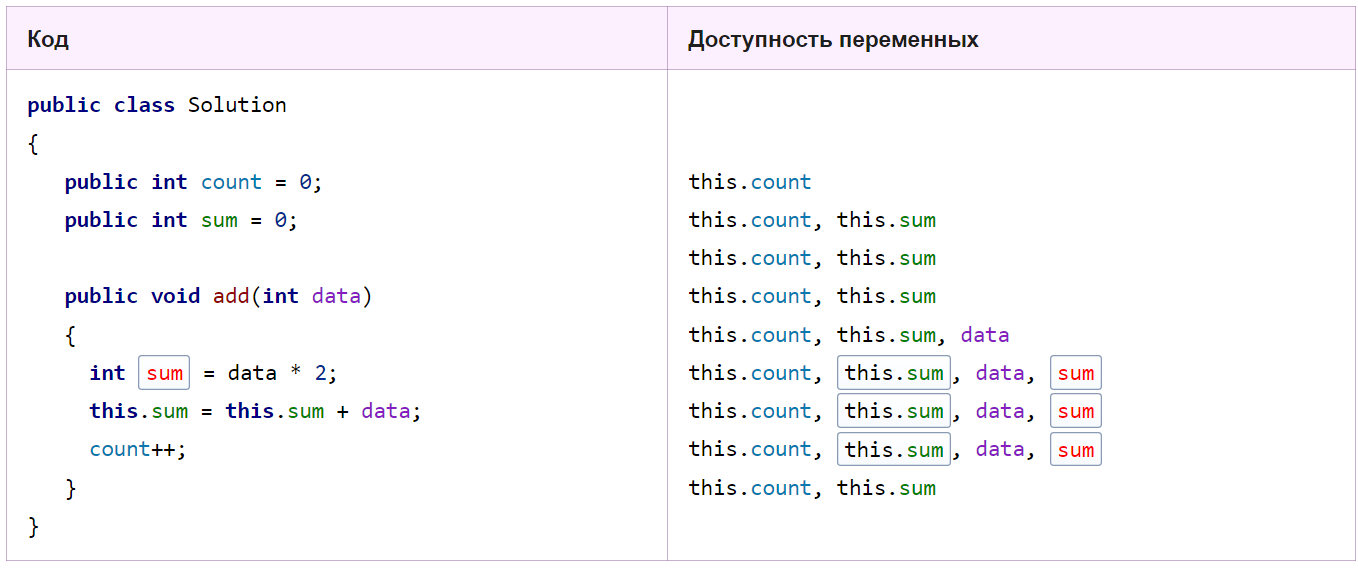 Код Доступность переменных
public class Solution
{
public int count = 0; this.count
public int sum = 0; this.count, this.sum
this.count, this.sum
public void add(int data) this.count, this.sum
{ this.count, this.sum, data
int sum = data * 2; this.count, this.sum, data, sum
this.sum = this.sum + data; this.count, this.sum, data, sum
count++; this.count, this.sum, data, sum
} this.count, this.sum
}